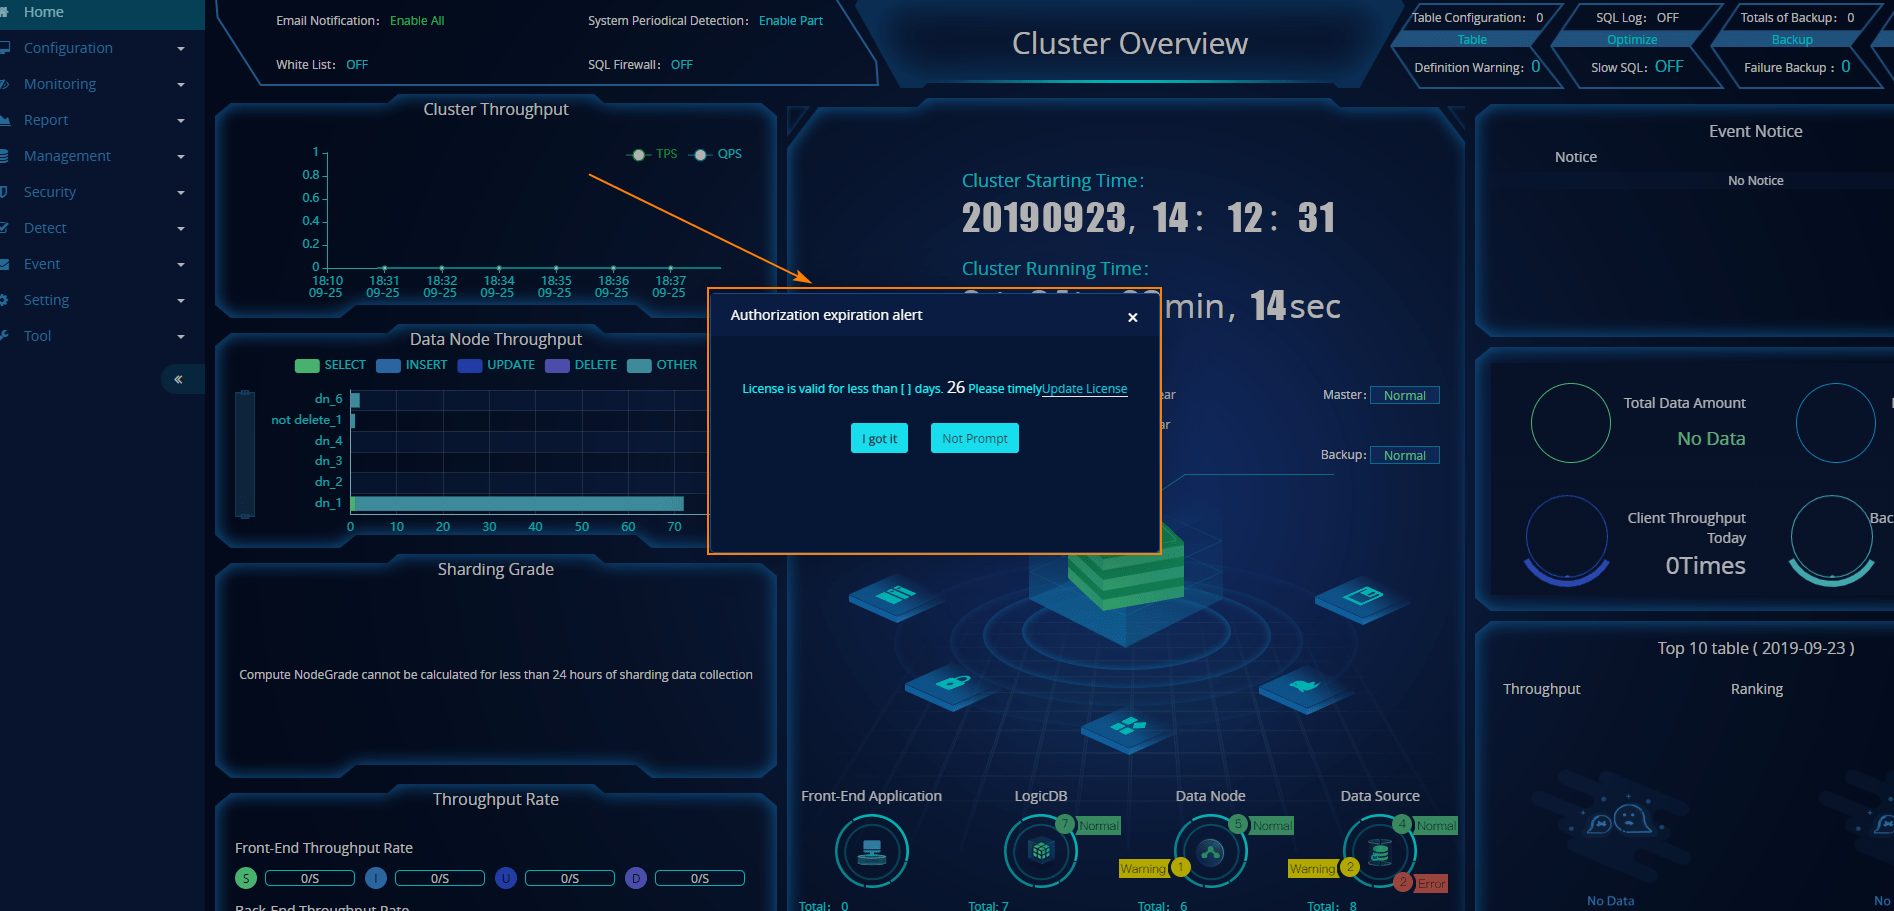 Home
Configuration
Monitoring
Report
Management
Security
Detect
Event
Setting
Tool
«
Email Notification: Enable All
System Periodical Detection: Enable Part
White List: OFF
SQL Firewall: OFF
Cluster Overview
Table Configuration: 0
Table
Definition Warning: 0
SQL Log: OFF
Optimize
Slow SQL: OFF
Totals of Backup: 0
Backup
Failure Backup : 0
Cluster Throughput
TPS QPS
1
0.8
0.6
0.4
0.2
0
18:10 18:31 18:32 18:34 18:35 18:36 18:37
09-25 09-25 09-25 09-25 09-25 09-25 09-25
Data Node Throughput
SELECT INSERT UPDATE DELETE OTHER
dn_6
not delete_1
dn_4
dn_3
dn_2
dn_1
0 10 20 30 40 50 60 70
Sharding Grade
Compute NodeGrade cannot be calculated for less than 24 hours of sharding data collection
Throughput Rate
Front-End Throughput Rate
S 0/S I 0/S U 0/S D 0/S
Back-End Throughput Rate
Cluster Starting Time:
20190923, 14: 12: 31
Cluster Running Time:
min, 14sec
Authorization expiration alert
×
License is valid for less than [ ] days. 26 Please timelyUpdate License
I got it
Not Prompt
ear
ar
Master: Normal
Backup: Normal
Front-End Application
Total: 0
LogicDB
7 Normal
Total: 7
Data Node
5 Normal
Warning 1
Total: 6
Data Source
4 Normal
Warning 2
2 Error
Total: 8
Event Notice
Notice
No Notice
Total Data Amount
No Data
Client Throughput
Today
0Times
Bac
Top 10 table ( 2019-09-23 )
Throughput
Ranking
No Data
No